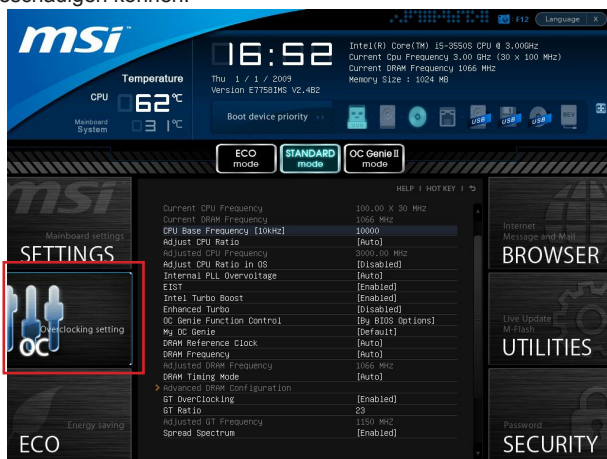 beschädigen können.
msi
F12 Language X
Temperature
CPU 62°C
Mainboard
System 31°C
16:52
Thu 1 / 1 / 2009
Version E7758IMS V2.4B2
Intel(R) Core(TM) i5-3550S CPU @ 3.00GHz
Current Cpu Frequency 3.00 GHz (30 x 100 MHz)
Current DRAM Frequency 1066 MHz
Memory Size : 1024 MB
Boot device priority
USB USB USB BEV
ECO mode
STANDARD mode
OC Genie II mode
HELP | HOT KEY |
msi
Mainboard settings
SETTINGS
Overclocking setting
OC
Energy saving
ECO
Current CPU Frequency 100.00 X 30 MHZ
Current DRAM Frequency 1066 MHZ
CPU Base Frequency [10kHz] 10000
Adjust CPU Ratio [Auto]
Adjusted CPU Frequency 3000.00 MHz
Adjust CPU Ratio in OS [Disabled]
Internal PLL Overvoltage [Auto]
EIST [Enabled]
Intel Turbo Boost [Enabled]
Enhanced Turbo [Disabled]
OC Genie Function Control [By BIOS Options]
My OC Genie [Default]
DRAM Reference Clock [Auto]
DRAM Frequency [Auto]
Adjusted DRAM Frequency 1066 MHZ
DRAM Timing Mode [Auto]
> Advanced DRAM Configuration
GT OverClocking [Enabled]
GT Ratio 23
Adjusted GT Frequency 1150 MHZ
Spread Spectrum [Enabled]
Internet
Message and Mail
BROWSER
Live Update
M-Flash
UTILITIES
Password
SECURITY